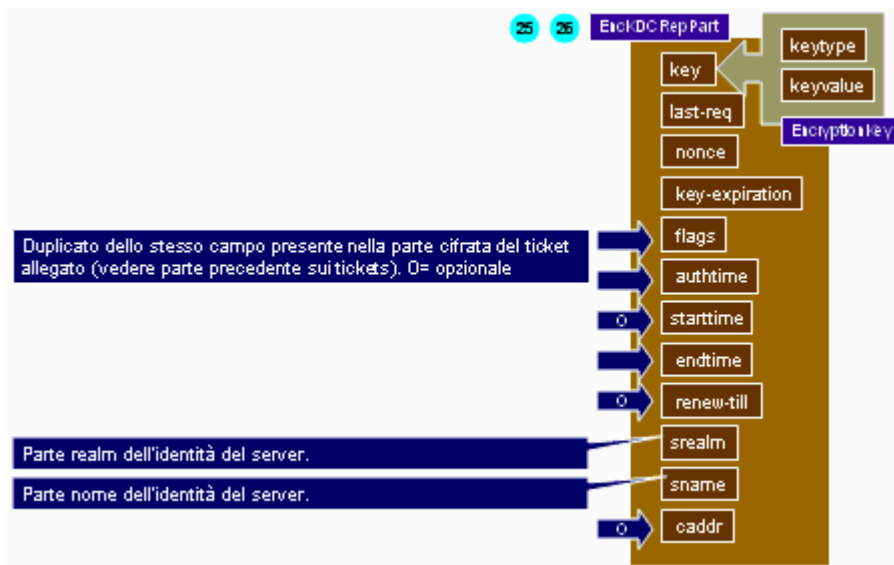 25 26 EncKDCRepPart
keytype
key
keyvalue
last-req
EncryptionKey
nonce
key-expiration
flags
Duplicato dello stesso campo presente nella parte cifrata del ticket
allegato (vedere parte precedente sui tickets). O= opzionale
authtime
O starttime
endtime
O renew-till
srealm
Parte realm dell'identità del server.
sname
Parte nome dell'identità del server.
O caddr